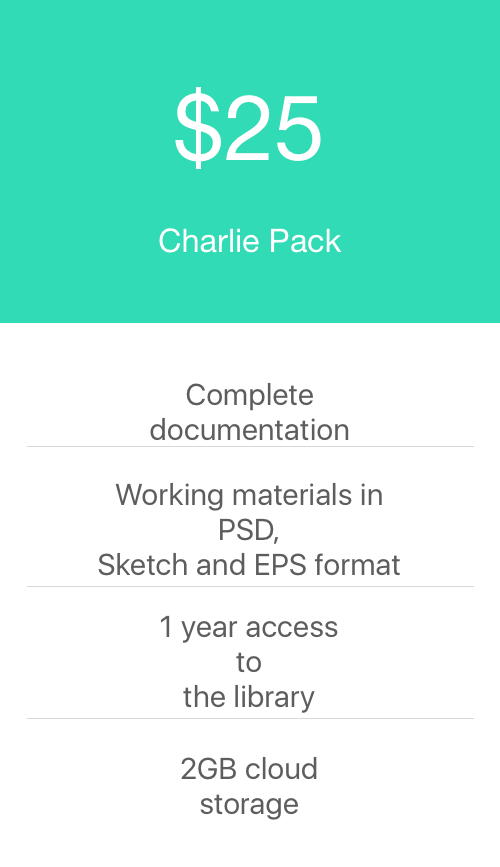 $25
Charlie Pack
Complete
documentation
Working materials in
PSD,
Sketch and EPS format
1 year access
to
the library
2GB cloud
storage